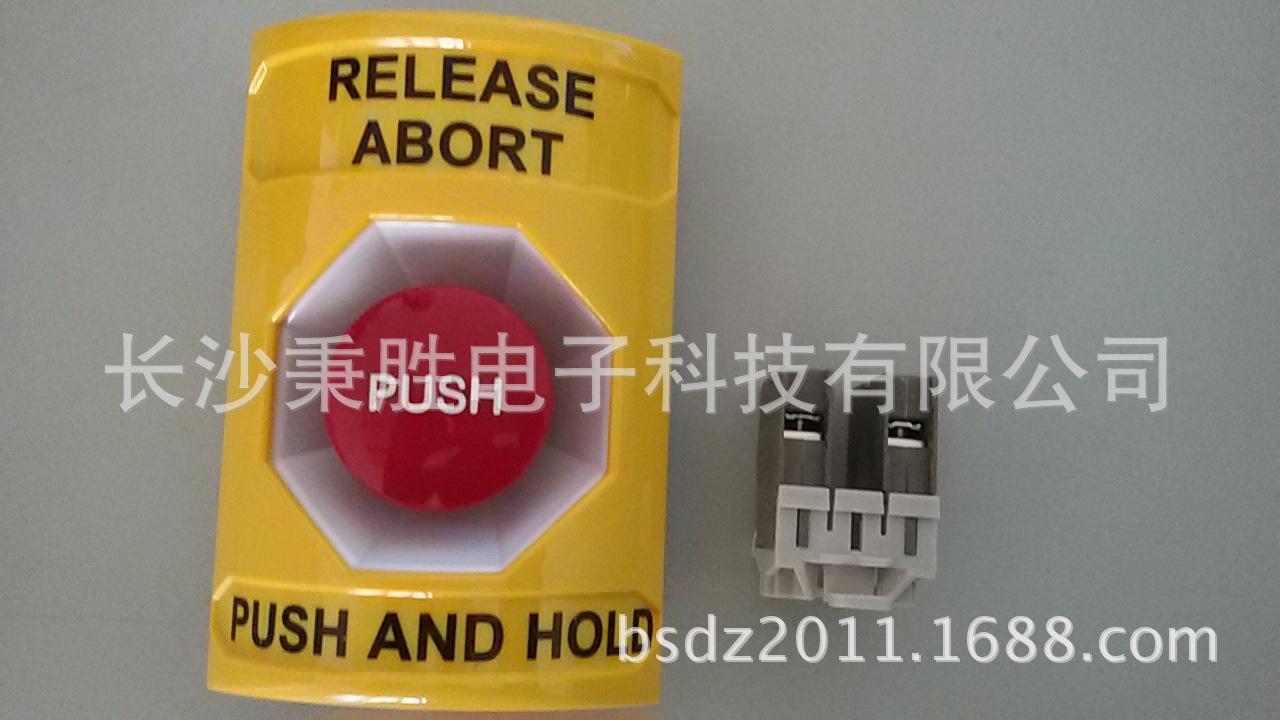 RELEASE
ABORT
长沙秉胜电子科技有限公司
PUSH
PUSH AND HOLD
bsdz2011.1688.com